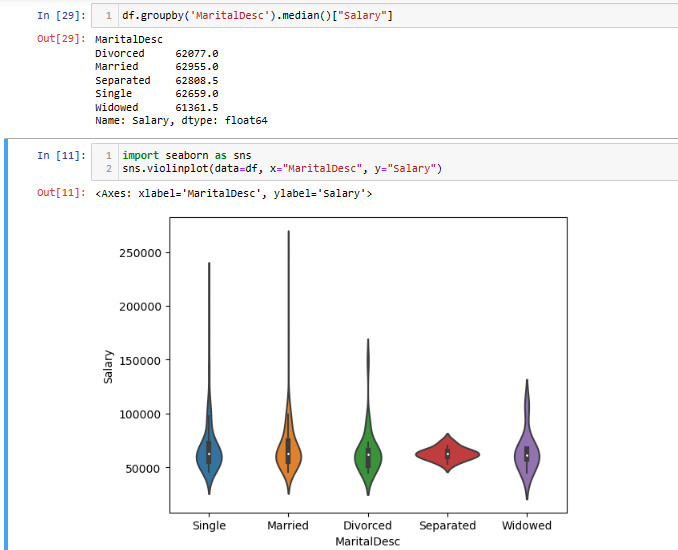 In [29]: 1 df.groupby('MaritalDesc').median()["Salary"]
Out[29]: MaritalDesc
Divorced 62077.0
Married 62955.0
Separated 62808.5
Single 62659.0
Widowed 61361.5
Name: Salary, dtype: float64
In [11]: 1 import seaborn as sns
2 sns.violinplot(data=df, x="MaritalDesc", y="Salary")
Out[11]: <Axes: xlabel='MaritalDesc', ylabel='Salary'>
250000
200000
150000
100000
50000
Salary
Single Married Divorced Separated Widowed
MaritalDesc